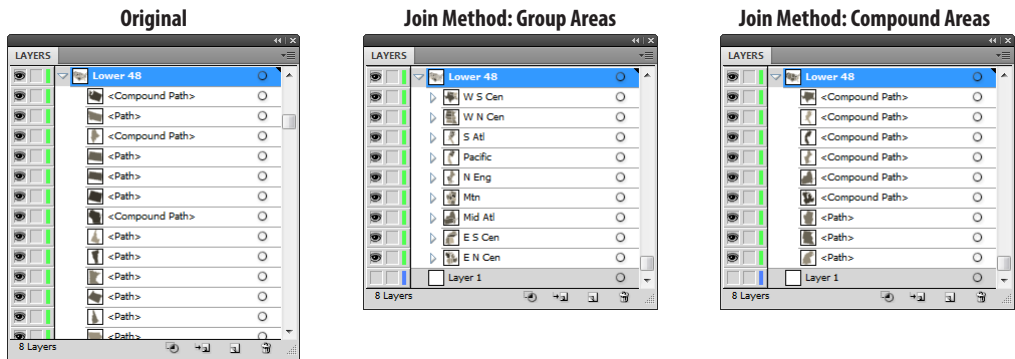 Original
LAYERS
Lower 48
<Compound Path>
<Path>
<Compound Path>
<Path>
<Path>
<Path>
<Compound Path>
<Path>
<Path>
<Path>
<Path>
<Path>
<Path>
8 Layers
Join Method: Group Areas
LAYERS
Lower 48
W S Cen
W N Cen
S Atl
Pacific
N Eng
Mtn
Mid Atl
E S Cen
E N Cen
Layer 1
8 Layers
Join Method: Compound Areas
LAYERS
Lower 48
<Compound Path>
<Compound Path>
<Compound Path>
<Compound Path>
<Compound Path>
<Compound Path>
<Path>
<Path>
<Path>
Layer 1
8 Layers